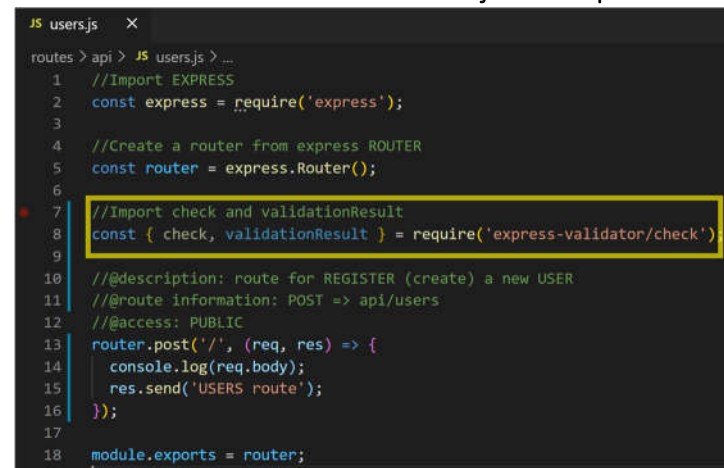 JS users.js X
routes > api > JS users.js > ...
1 //Import EXPRESS
2 const express = require('express');
3
4 //Create a router from express ROUTER
5 const router = express.Router();
6
7 //Import check and validationResult
8 const { check, validationResult } = require('express-validator/check');
9
10 //@description: route for REGISTER (create) a new USER
11 //@route information: POST => api/users
12 //@access: PUBLIC
13 router.post('/', (req, res) => {
14 console.log(req.body);
15 res.send('USERS route');
16 });
17
18 module.exports = router;